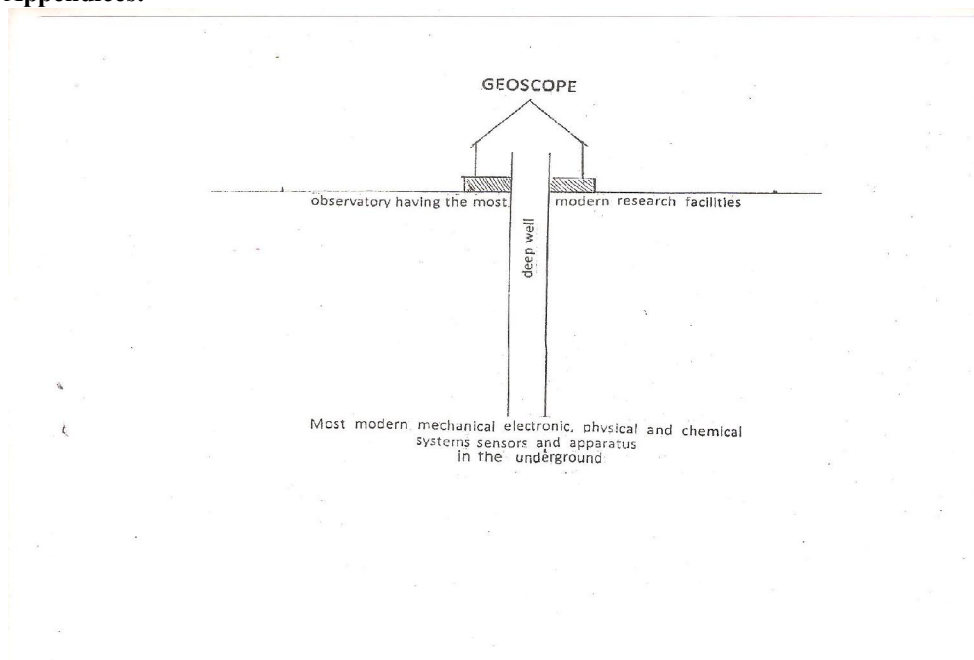 Appendices:
GEOSCOPE
observatory having the most modern research facilities
deep well
Most modern mechanical electronic, physical and chemical
systems sensors and apparatus
in the underground